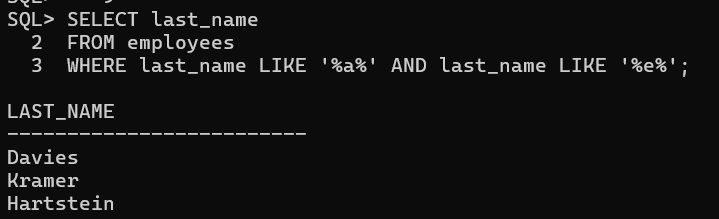 SQL> SELECT last_name
  2  FROM employees
  3  WHERE last_name LIKE '%a%' AND last_name LIKE '%e%';
LAST_NAME
-------------------------
Davies
Kramer
Hartstein